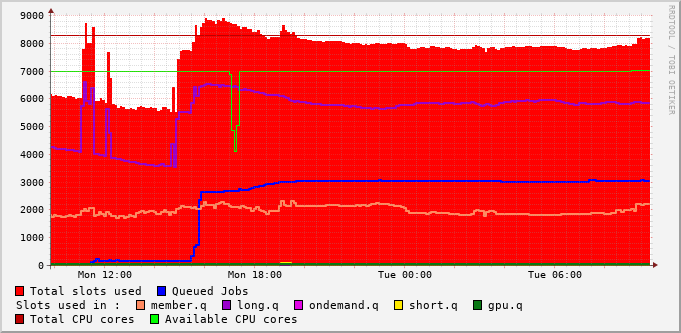 9000
8000
7000
6000
5000
4000
3000
2000
1000
0
Mon 12:00 Mon 18:00 Tue 00:00 Tue 06:00
RRDTOOL / TOBI OETIKER
Total slots used Queued Jobs
Slots used in : member.q long.q ondemand.q short.q gpu.q
Total CPU cores Available CPU cores